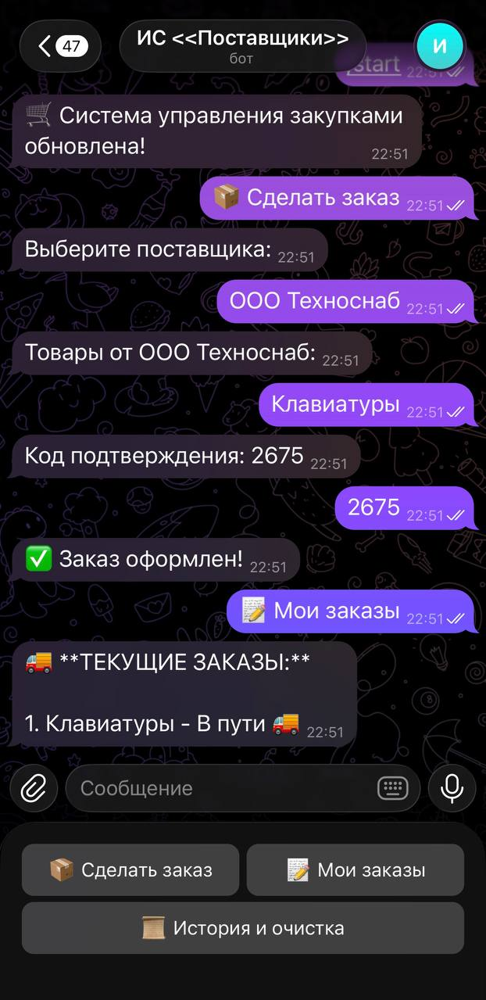 47
ИС <<Поставщики>>
бот
И
/start 22:51
🛒 Система управления закупками
обновлена!
22:51
📦 Сделать заказ 22:51
Выберите поставщика: 22:51
ООО Техноснаб 22:51
Товары от ООО Техноснаб: 22:51
Клавиатуры 22:51
Код подтверждения: 2675 22:51
2675 22:51
✅ Заказ оформлен! 22:51
📝 Мои заказы 22:51
🚚 **ТЕКУЩИЕ ЗАКАЗЫ:**
1. Клавиатуры - В пути 🚚 22:51
Сообщение
📦 Сделать заказ
📝 Мои заказы
📜 История и очистка